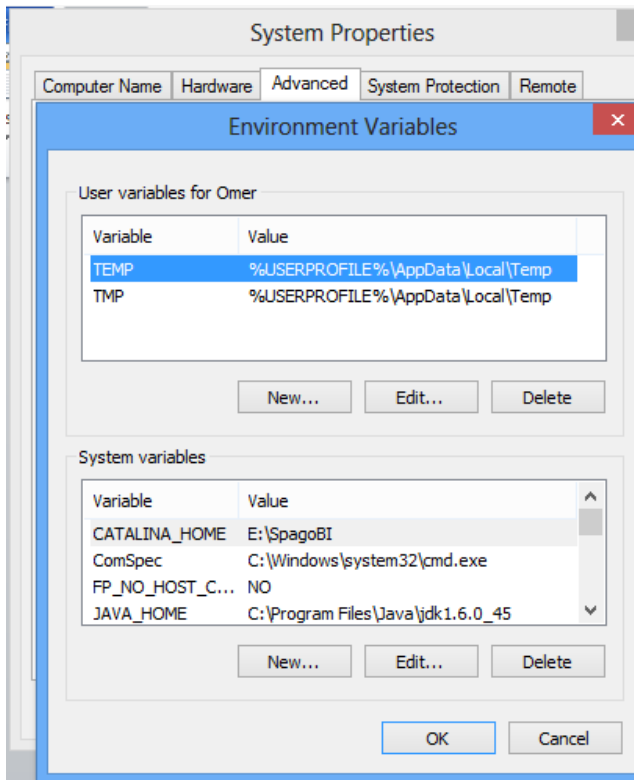 System Properties
Computer Name Hardware Advanced System Protection Remote
Environment Variables
User variables for Omer
Variable Value
TEMP %USERPROFILE%\AppData\Local\Temp
TMP %USERPROFILE%\AppData\Local\Temp
New... Edit... Delete
System variables
Variable Value
CATALINA_HOME E:\SpagoBI
ComSpec C:\Windows\system32\cmd.exe
FP_NO_HOST_C... NO
JAVA_HOME C:\Program Files\Java\jdk1.6.0_45
New... Edit... Delete
OK Cancel